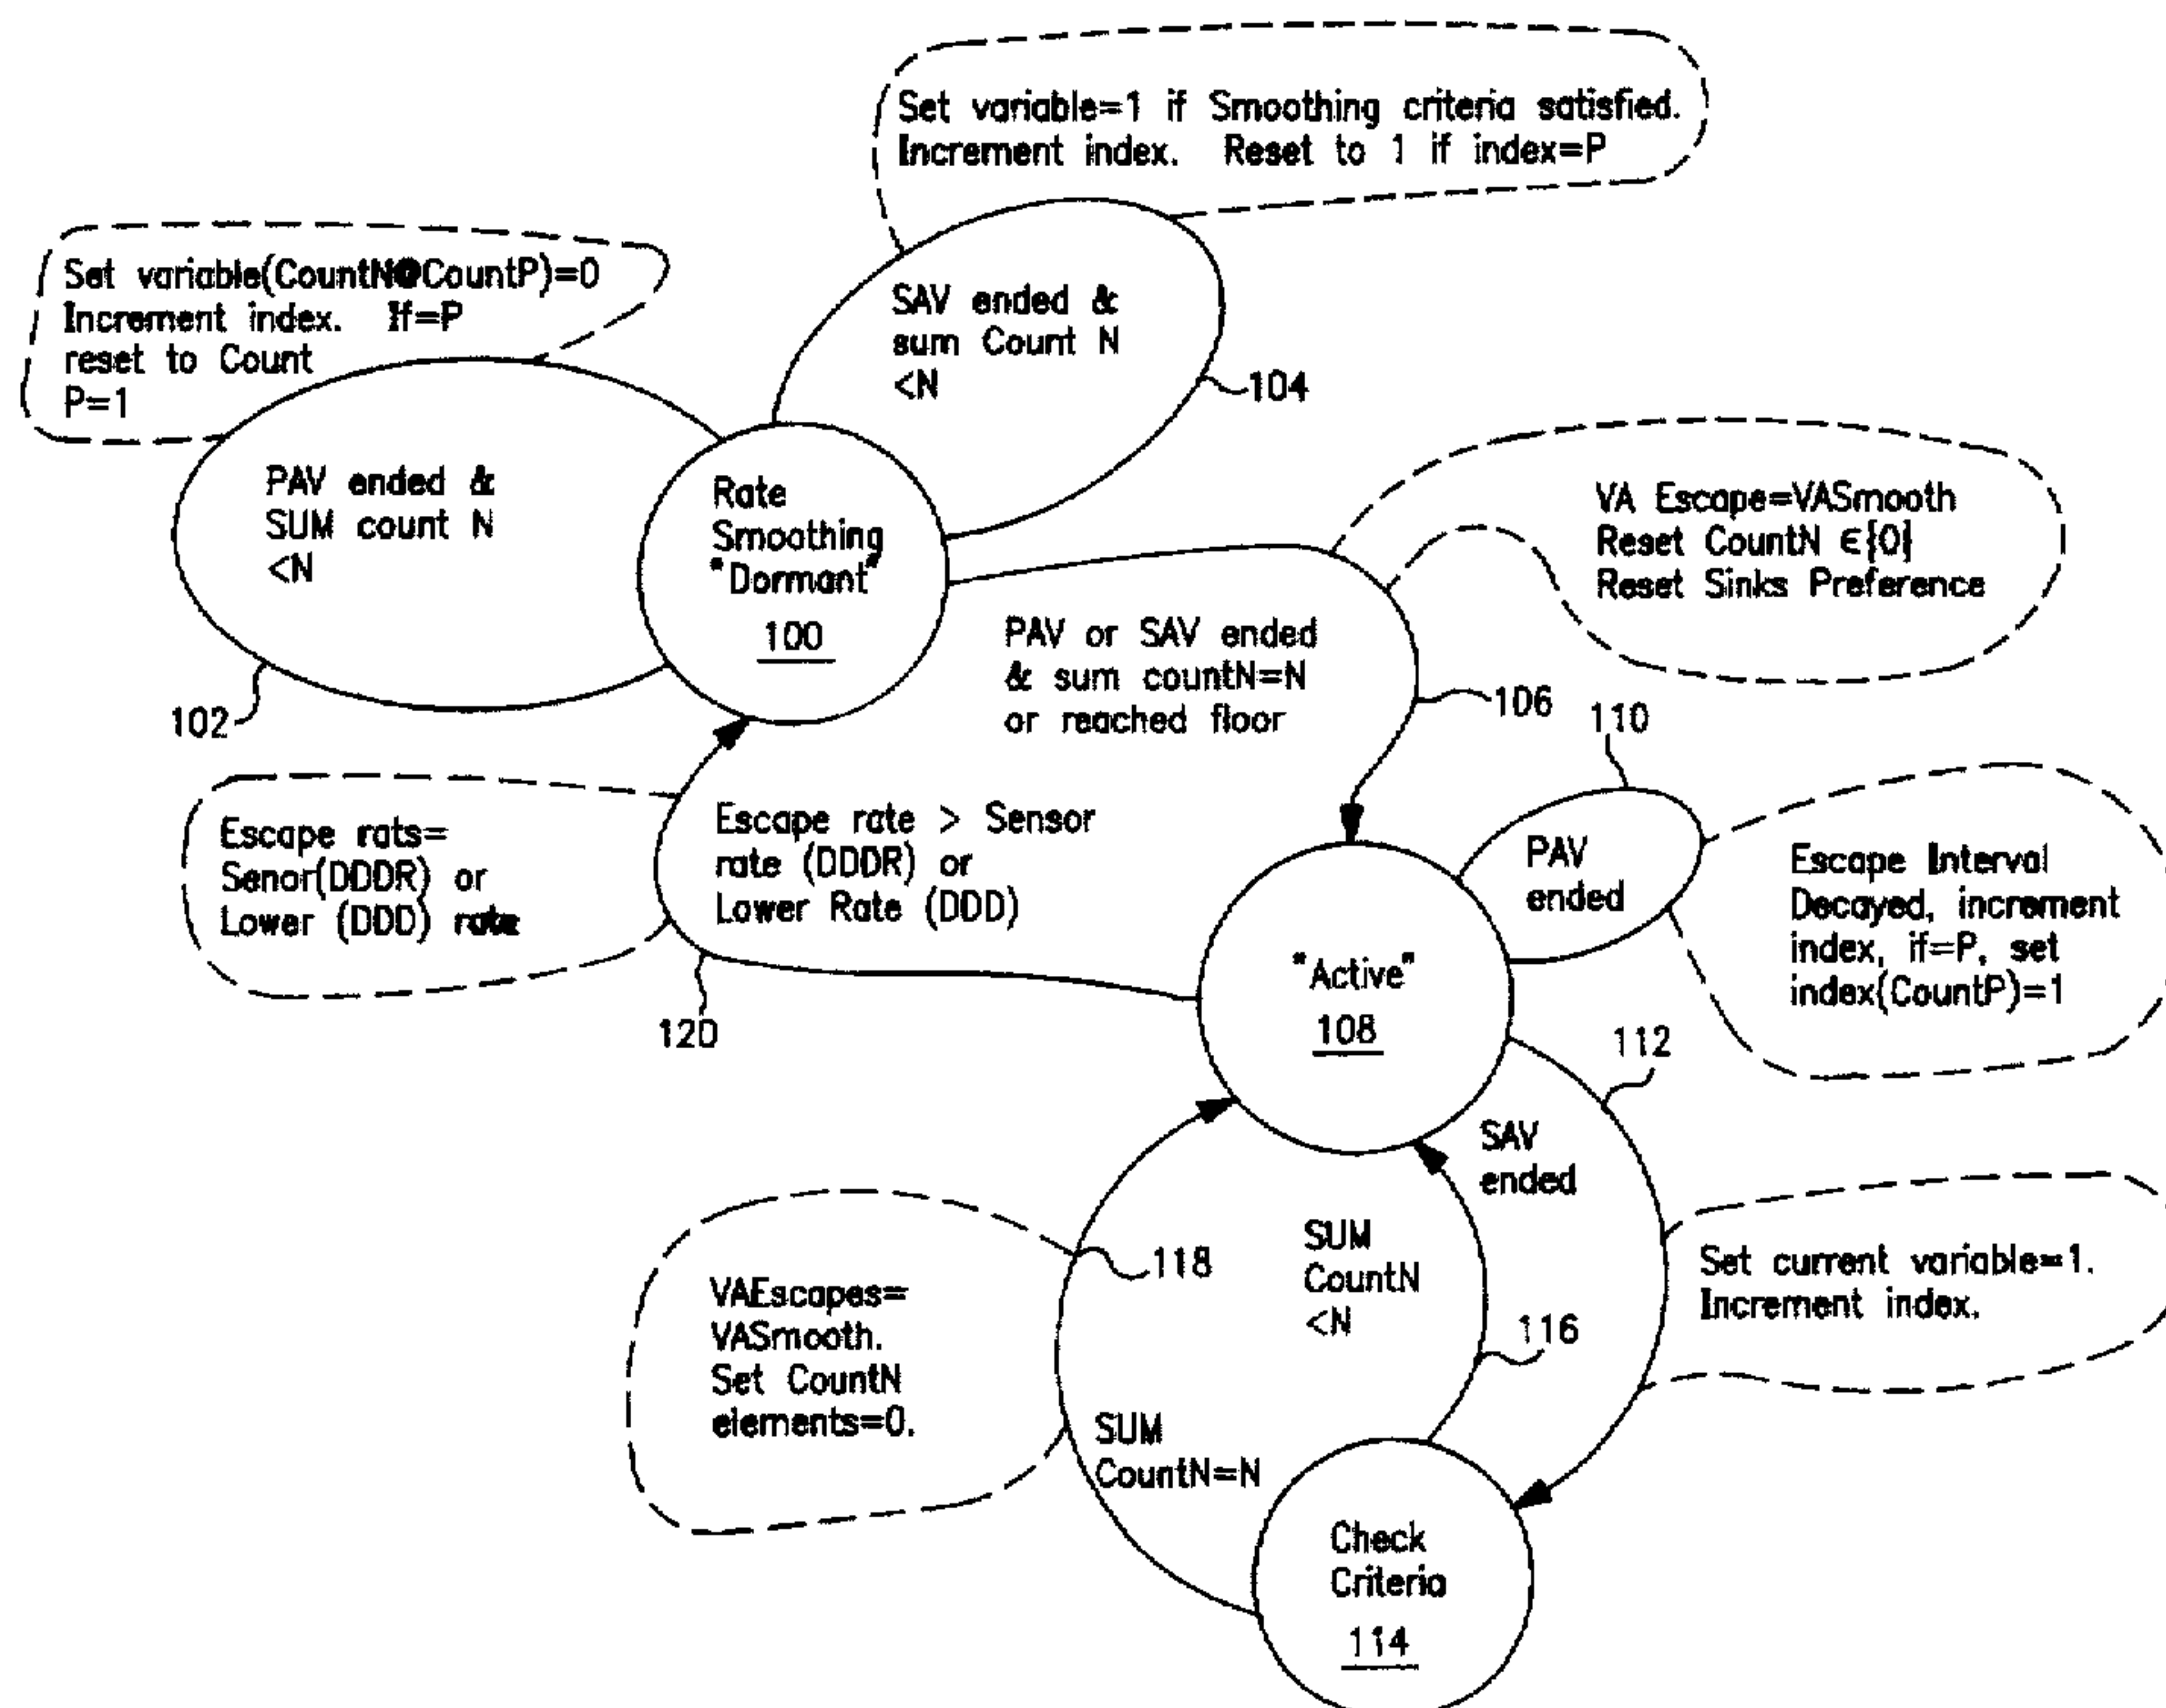 Set variable=1 if Smoothing criteria satisfied.
Increment index. Reset to 1 if index=P
Set variable(CountN@CountP)=0
Increment index. If=P
reset to Count
P=1
SAV ended &
sum Count N
<N
104
PAV ended &
SUM count N
<N
102
Rate
Smoothing
"Dormant"
100
VA Escape=VASmooth
Reset CountN ∈{0}
Reset Sinks Preference
PAV or SAV ended
& sum countN=N
or reached floor
106
110
Escape rats=
Senor(DDDR) or
Lower (DDD) rate
Escape rate > Sensor
rate (DDDR) or
Lower Rate (DDD)
120
PAV
ended
Escape Interval
Decayed, increment
index, if=P, set
index(CountP)=1
"Active"
108
112
SAV
ended
118
SUM
CountN
<N
116
Set current variable=1.
Increment index.
VAEscapes=
VASmooth.
Set CountN
elements=0.
SUM
CountN=N
Check
Criteria
114